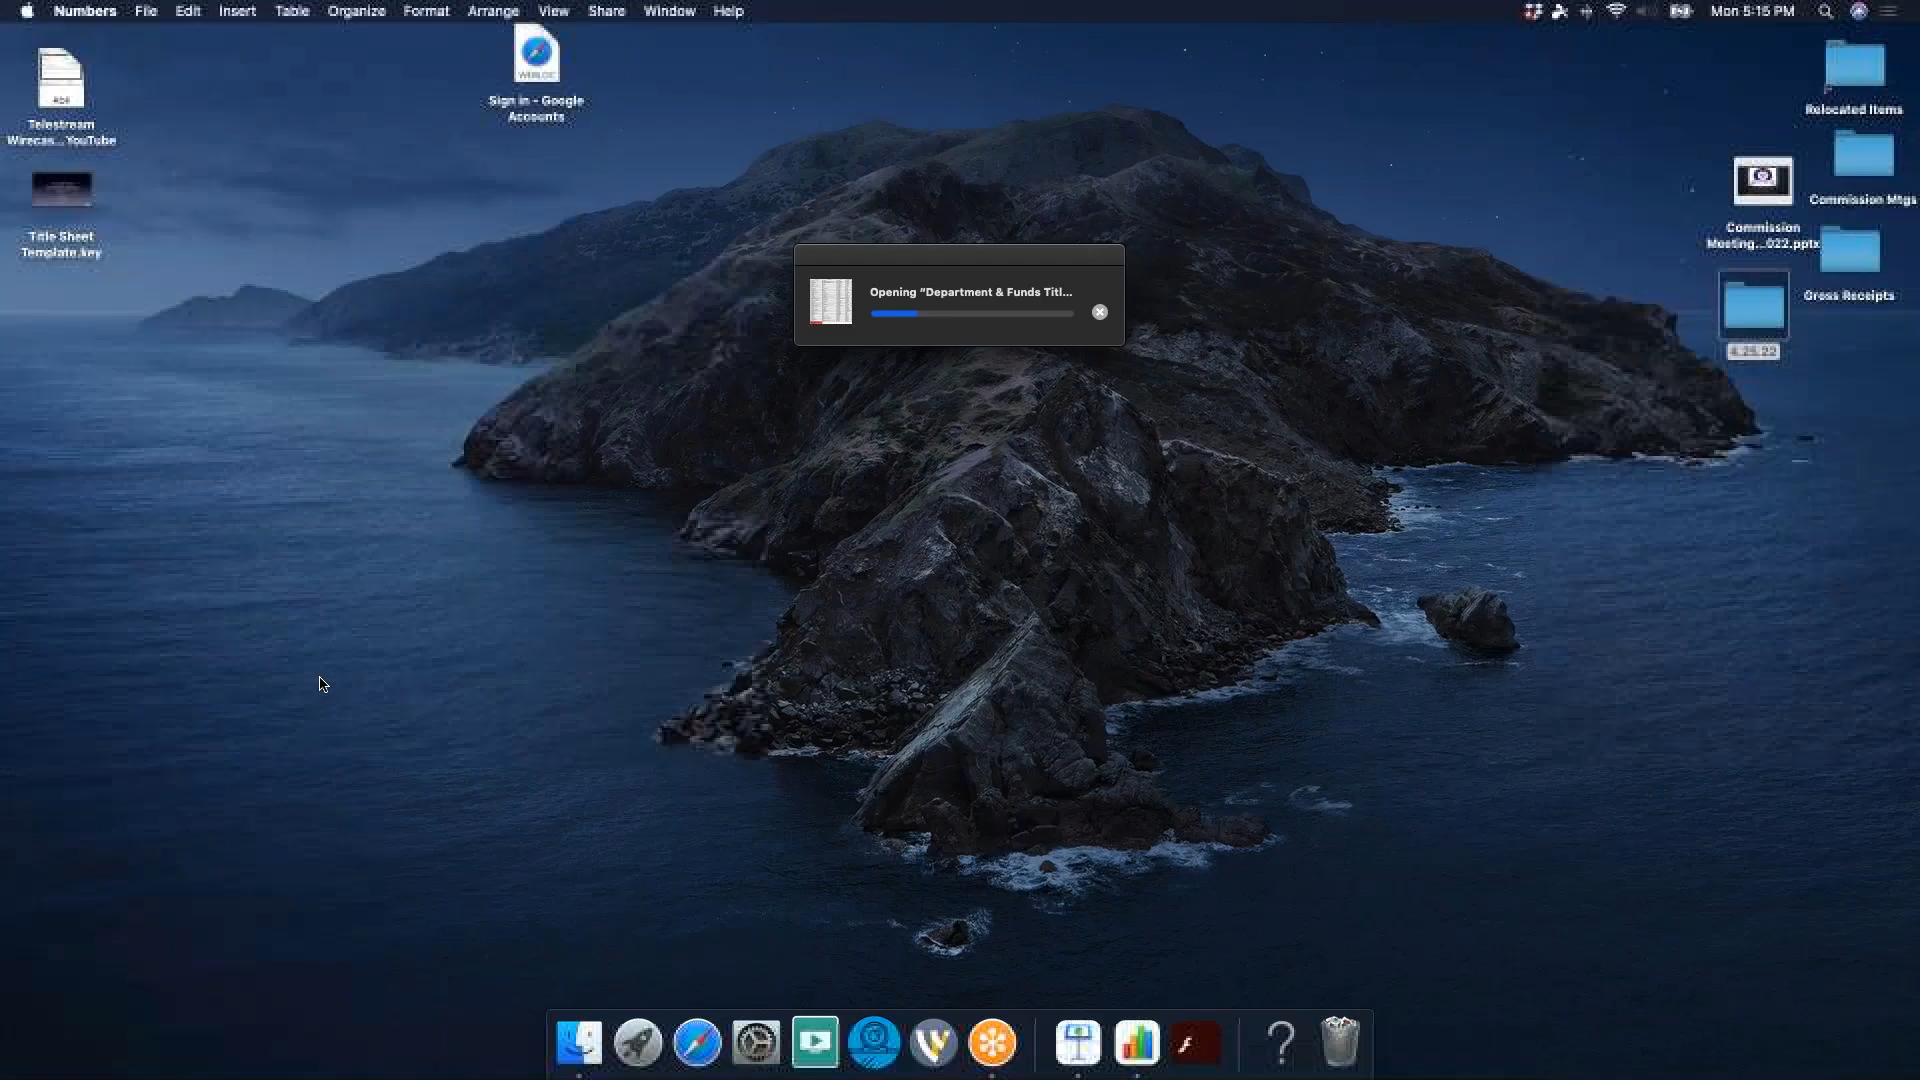 Numbers File Edit Insert Table Organize Format Arrange View Share Window Help
Mon 5:15 PM
WEBLOC
Sign in - Google
Accounts
Telestream
Wirecas...YouTube
Title Sheet
Template.key
Opening “Department & Funds Titl...
Relocated Items
Commission Mtgs
Commission
Meeting...022.pptx
Gross Receipts
4.25.22